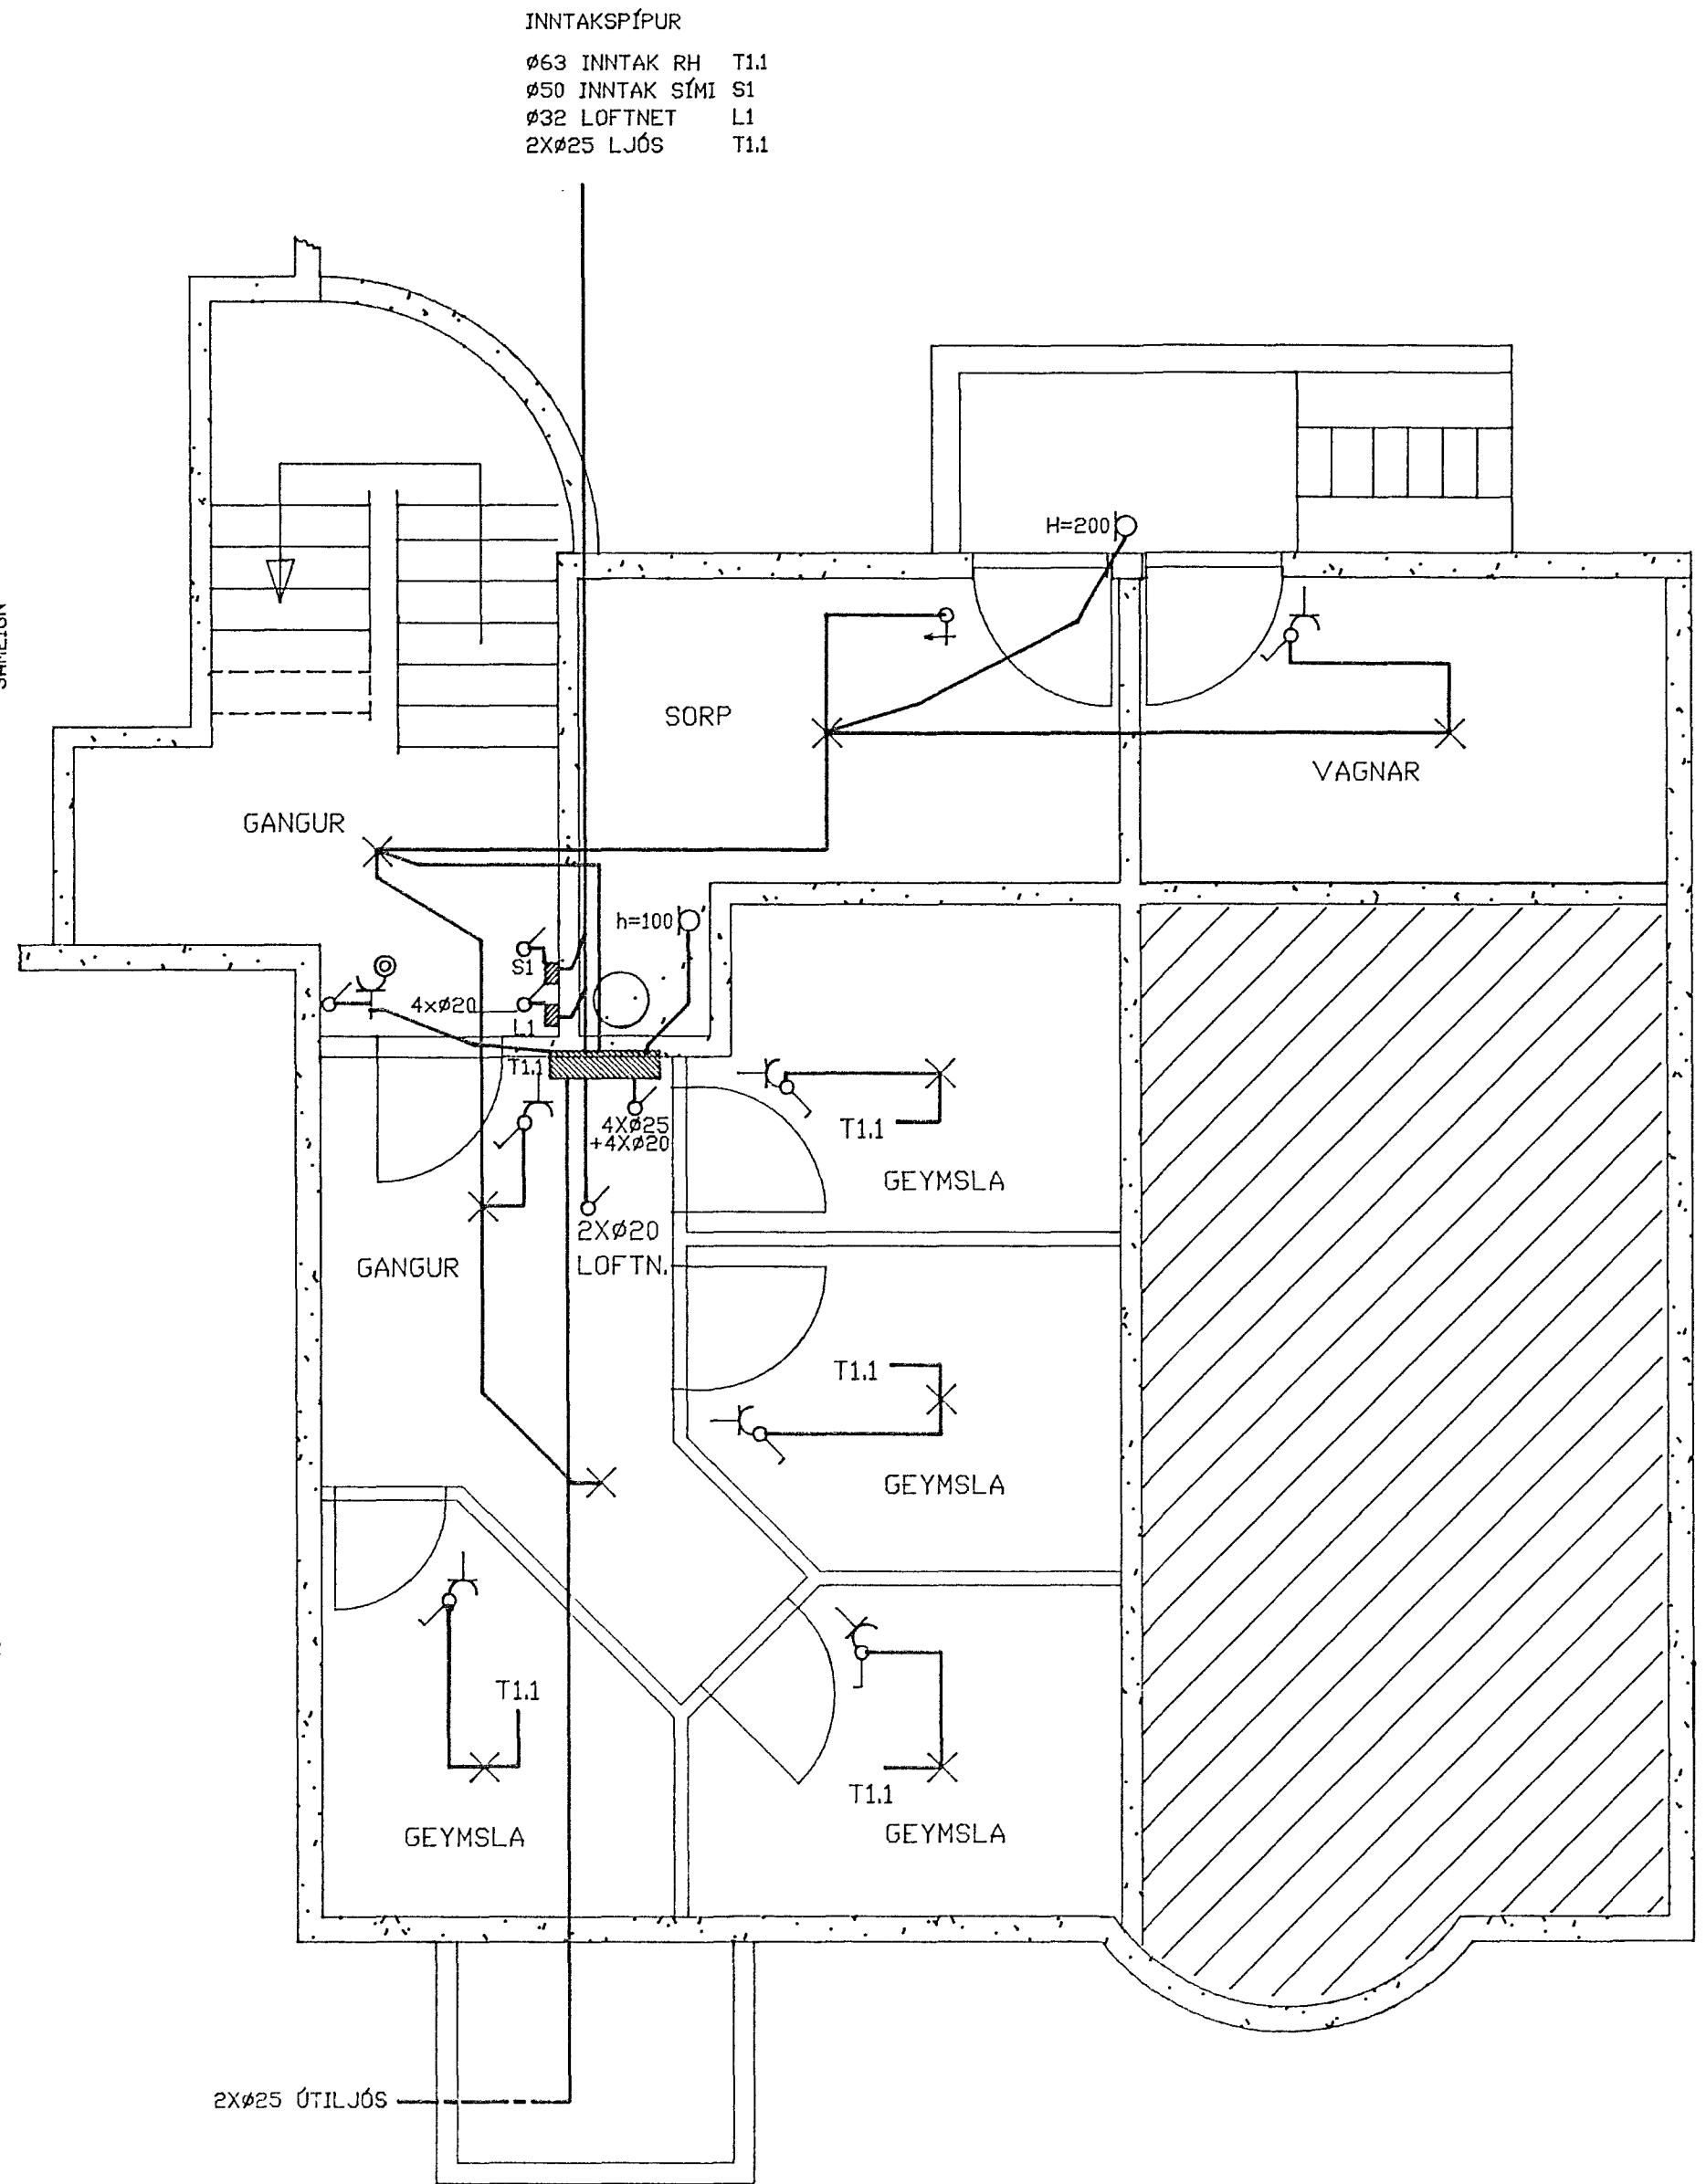 INNTAKSPÍPUR
Ø63 INNTAK RH T1.1
Ø50 INNTAK SÍMI S1
Ø32 LOFTNET L1
2XØ25 LJÓS T1.1
H=200
SORP
VAGNAR
GANGUR
h=100
S1
4xØ20
L1
T1.1
4XØ25
+4XØ20
T1.1
GEYMSLA
2XØ20
LOFTN.
GANGUR
T1.1
GEYMSLA
T1.1
T1.1
GEYMSLA
GEYMSLA
2XØ25 ÚTILJÓS